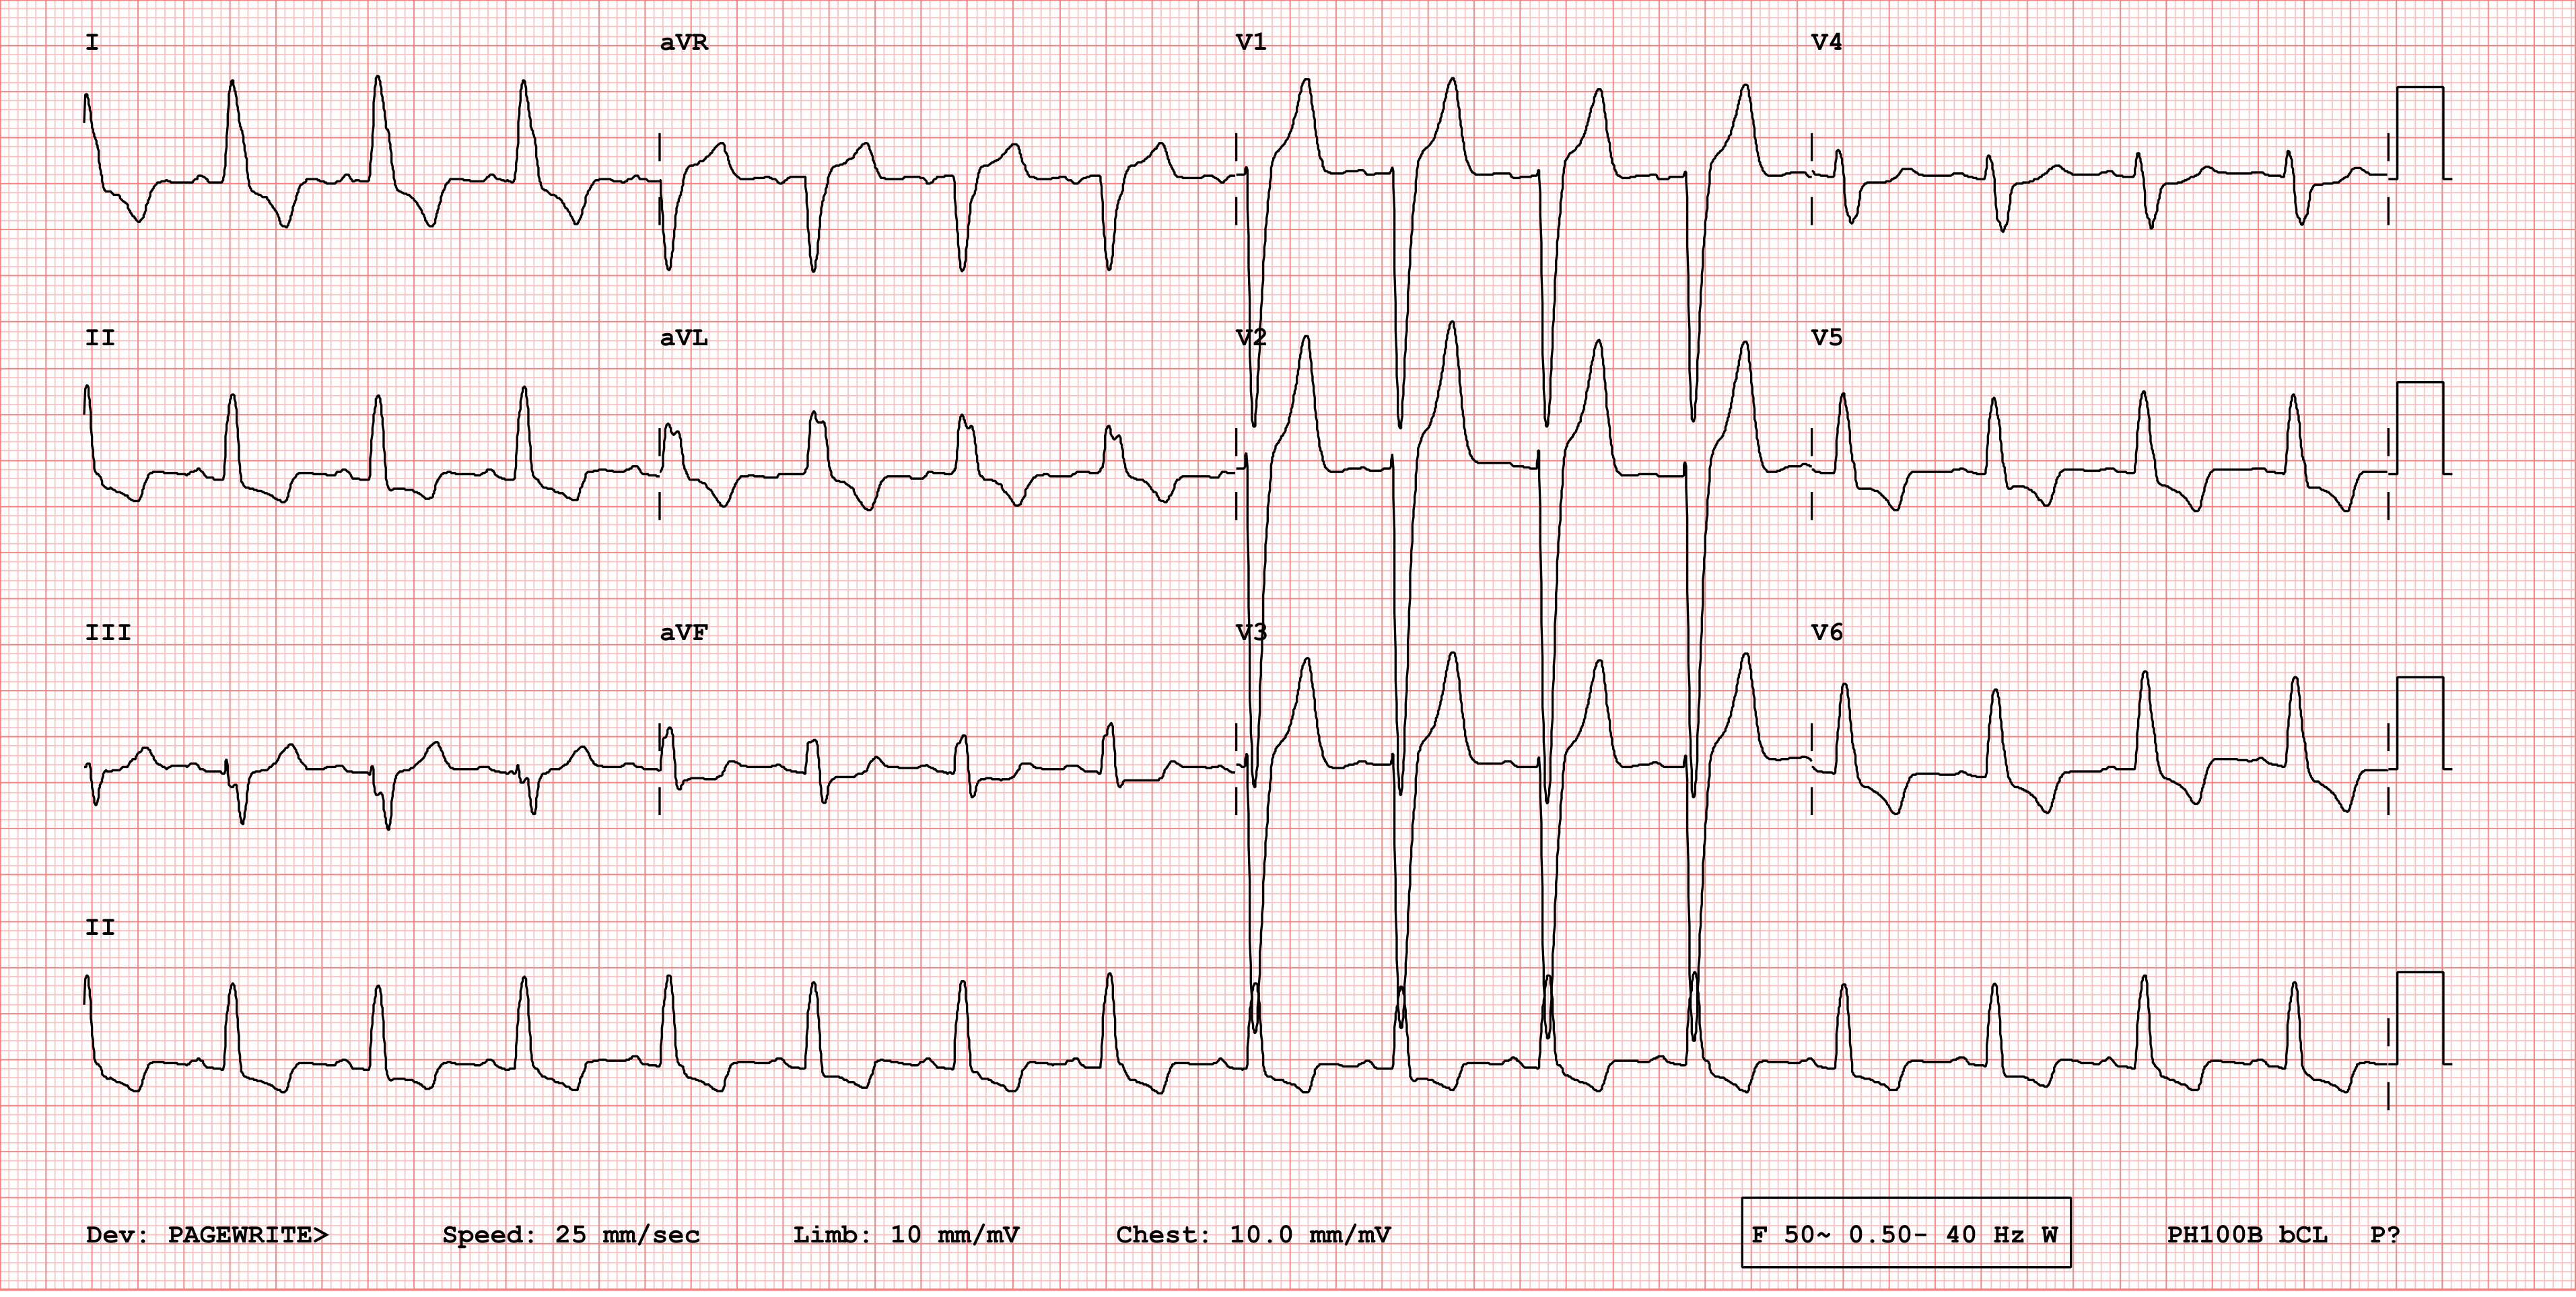 I aVR V1 V4
II aVL V2 V5
III aVF V3 V6
II
Dev: PAGEWRITE> Speed: 25 mm/sec Limb: 10 mm/mV Chest: 10.0 mm/mV F 50~ 0.50- 40 Hz W PH100B bCL P?